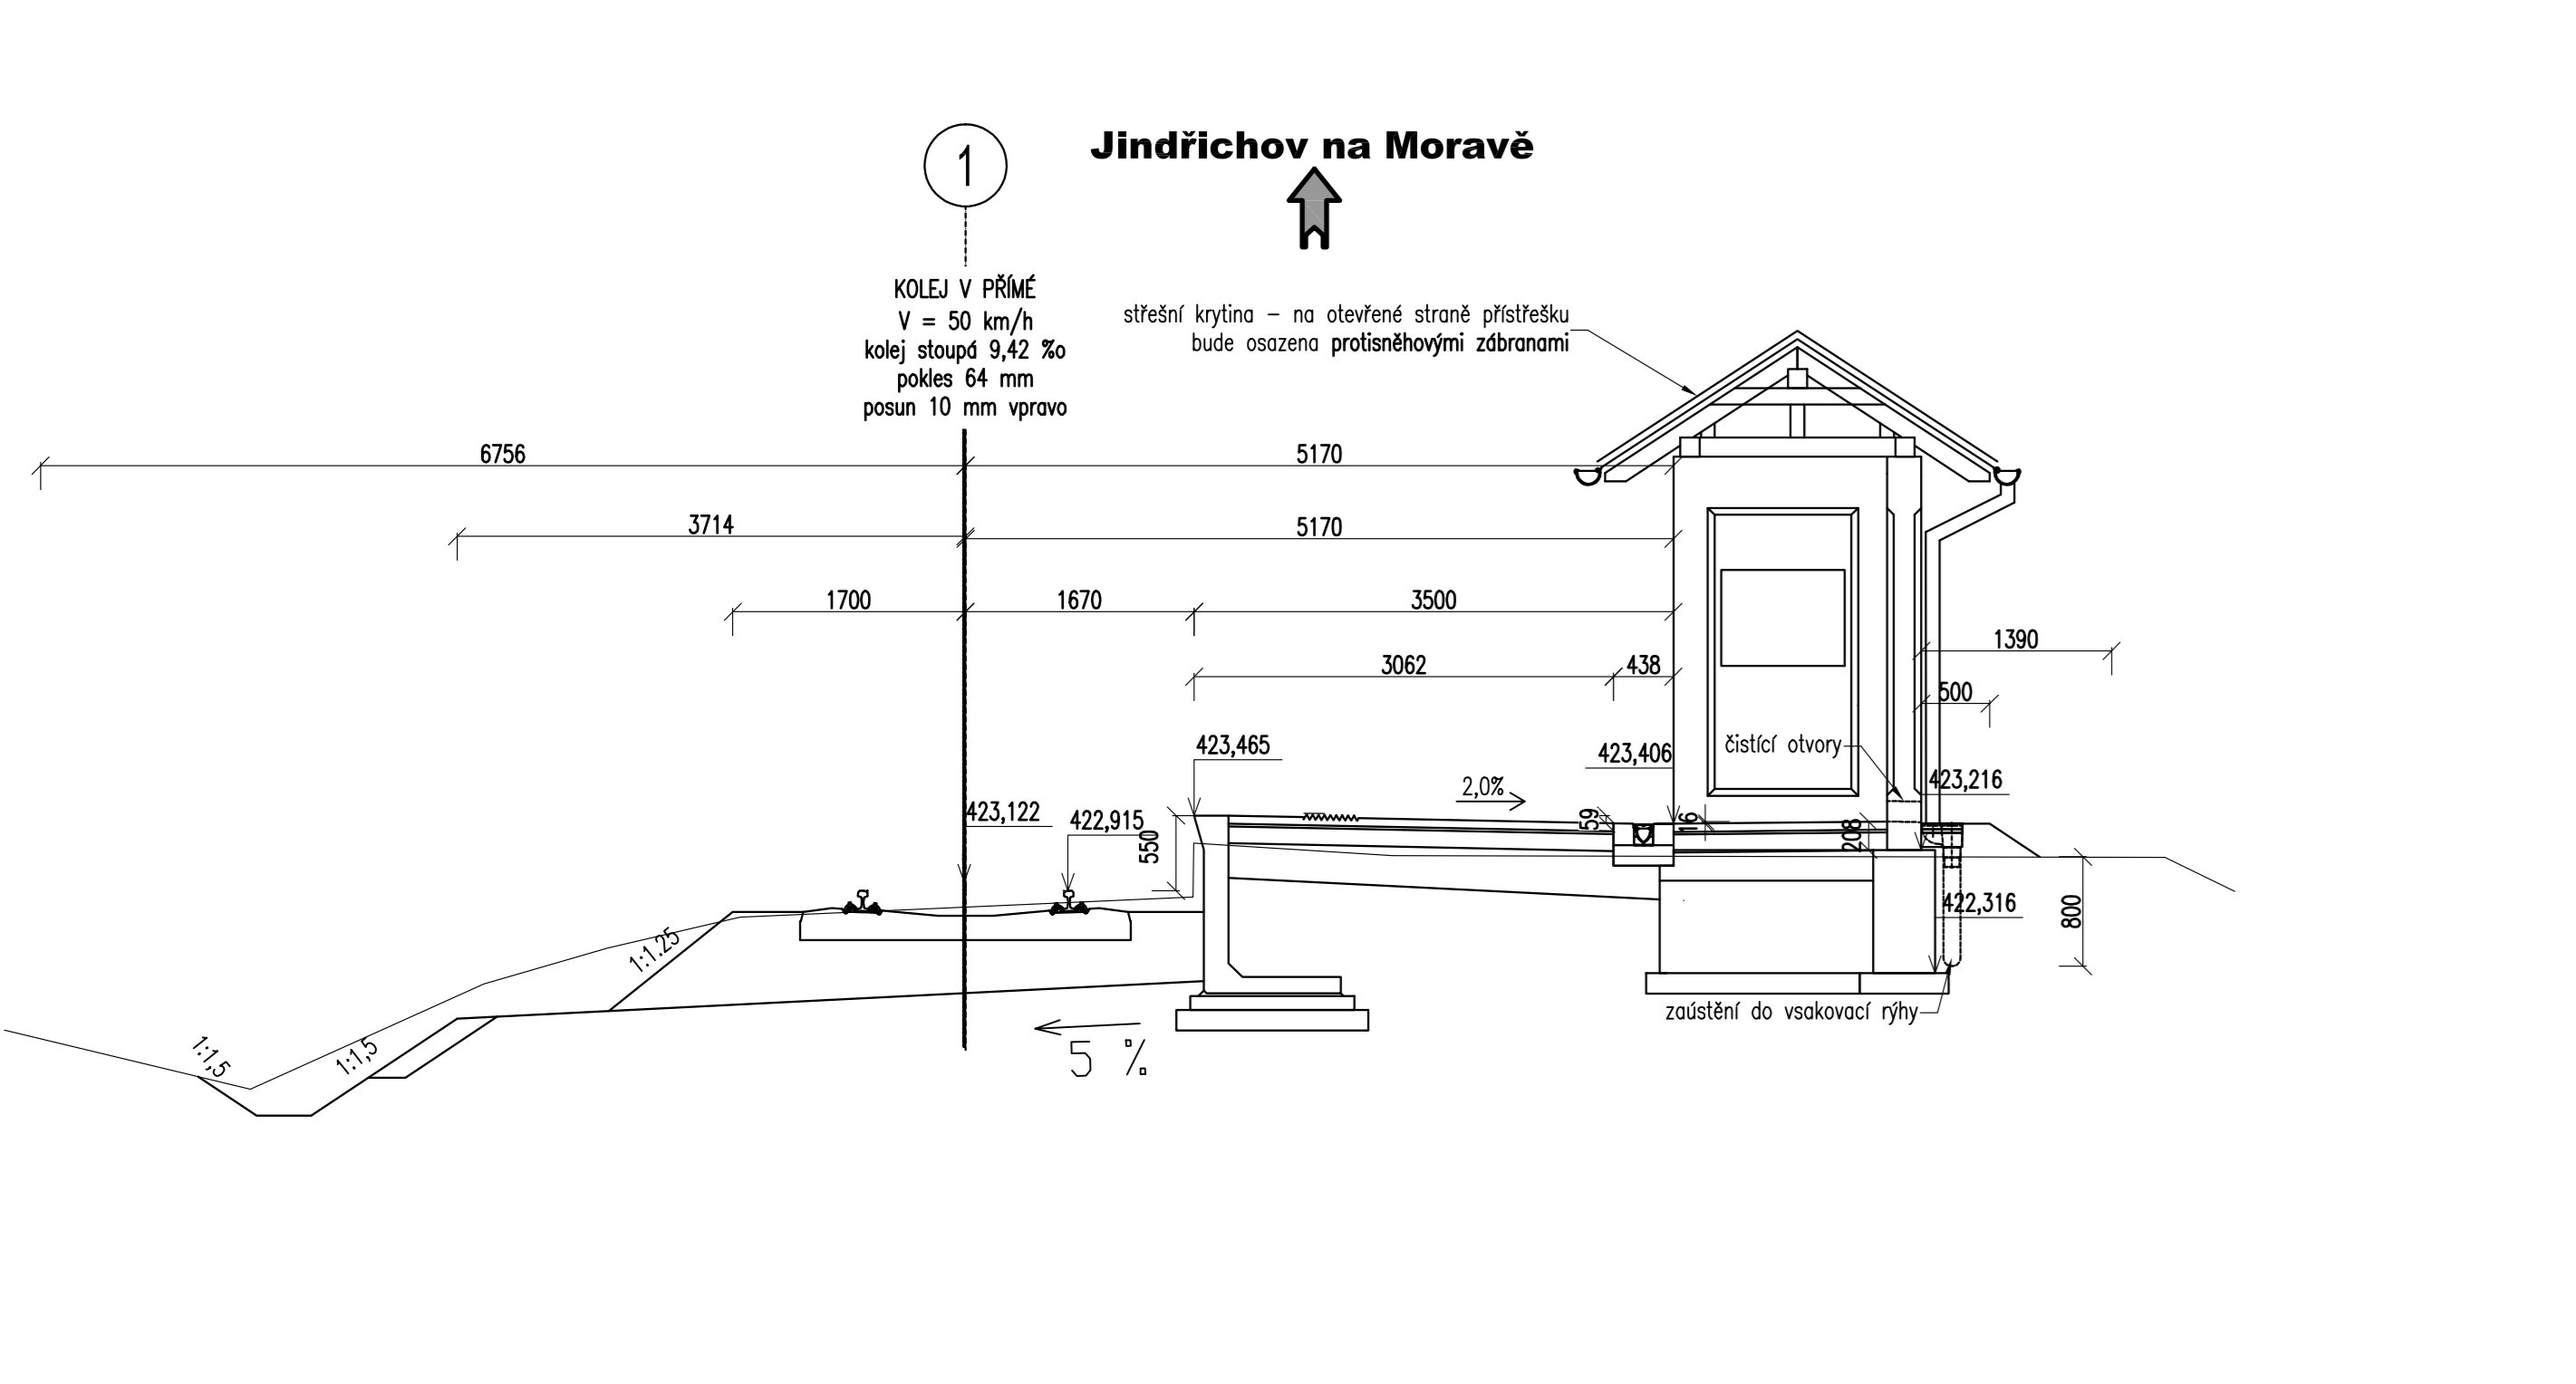 1
Jindřichov na Moravě
KOLEJ V PŘÍMÉ
V = 50 km/h
kolej stoupá 9,42 %o
pokles 64 mm
posun 10 mm vpravo
střešní krytina – na otevřené straně přístřešku
bude osazena protisněhovými zábranami
6756
5170
3714
5170
1700
1670
3500
1390
3062
438
500
423,465
423,406
čistící otvory
423,216
2,0%
423,122
422,915
550
59
16
208
1:1.25
422,316
800
zaústění do vsakovací rýhy
1:1,5
1:1,5
5 %